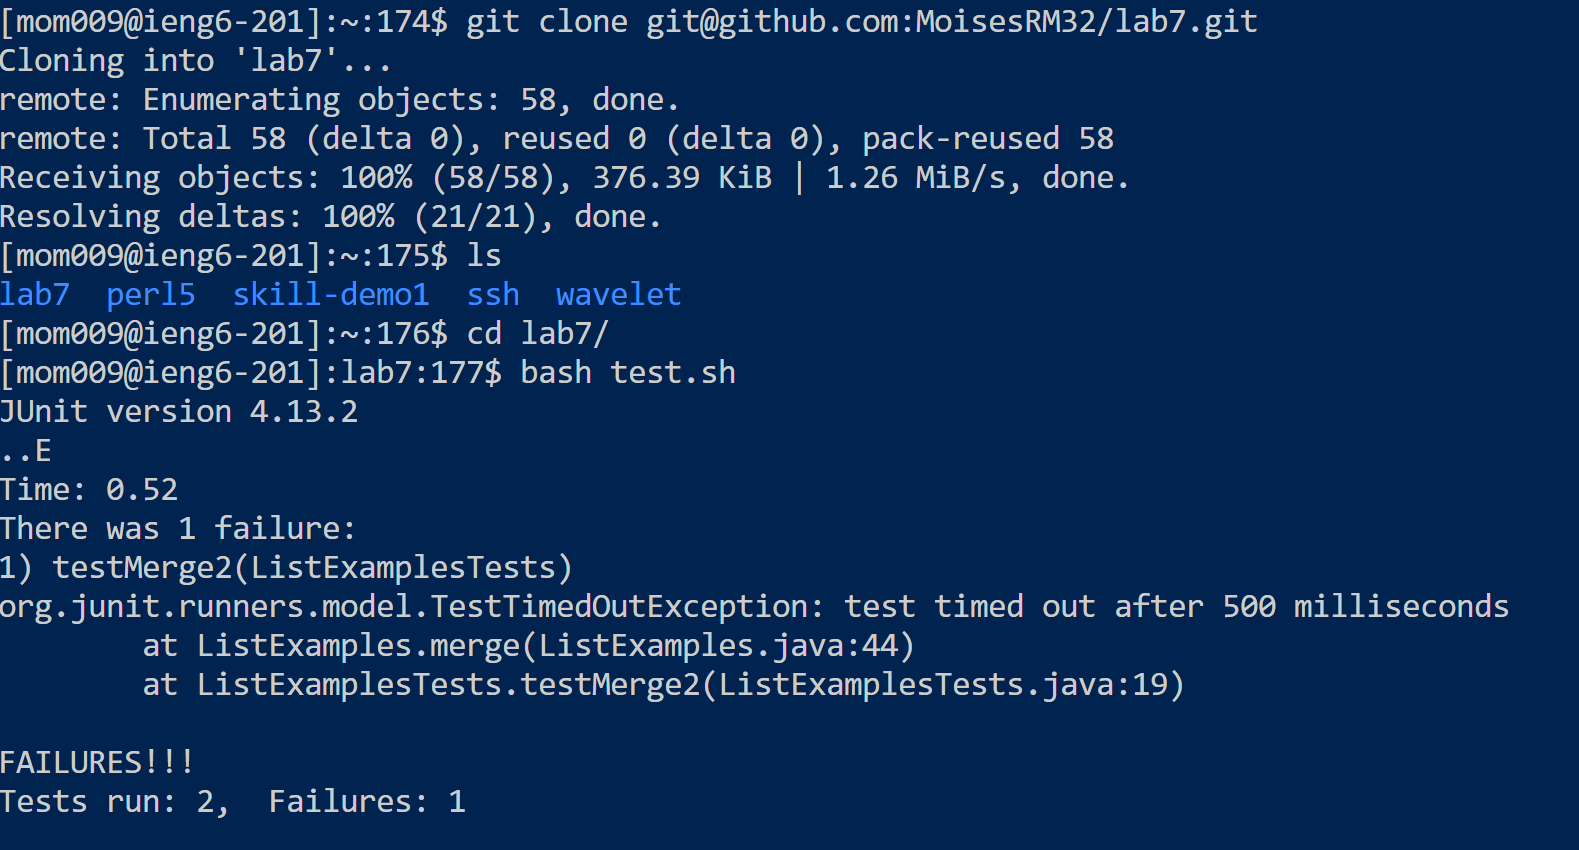 [mom009@ieng6-201]:~:174$ git clone git@github.com:MoisesRM32/lab7.git
Cloning into 'lab7'...
remote: Enumerating objects: 58, done.
remote: Total 58 (delta 0), reused 0 (delta 0), pack-reused 58
Receiving objects: 100% (58/58), 376.39 KiB | 1.26 MiB/s, done.
Resolving deltas: 100% (21/21), done.
[mom009@ieng6-201]:~:175$ ls
lab7  perl5  skill-demo1  ssh  wavelet
[mom009@ieng6-201]:~:176$ cd lab7/
[mom009@ieng6-201]:lab7:177$ bash test.sh
JUnit version 4.13.2
..E
Time: 0.52
There was 1 failure:
1) testMerge2(ListExamplesTests)
org.junit.runners.model.TestTimedOutException: test timed out after 500 milliseconds
        at ListExamples.merge(ListExamples.java:44)
        at ListExamplesTests.testMerge2(ListExamplesTests.java:19)

FAILURES!!!
Tests run: 2,  Failures: 1